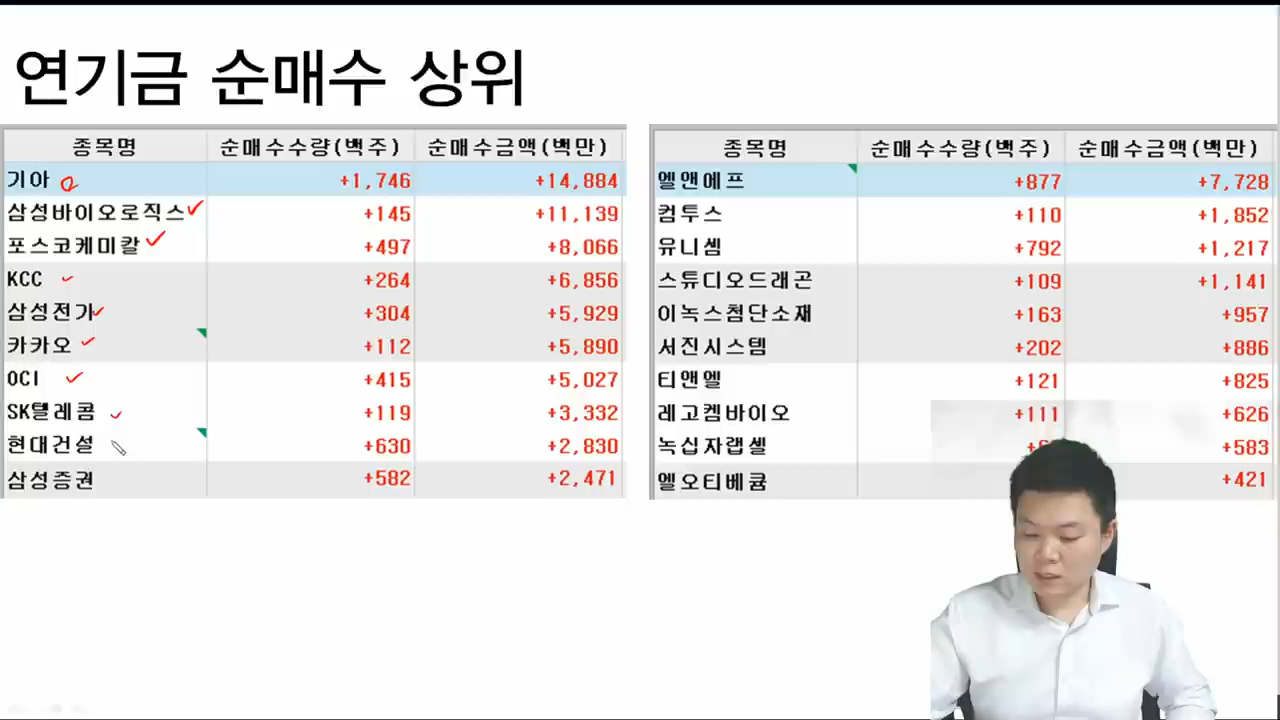 연기금 순매수 상위
종목명 순매수수량(백주) 순매수금액(백만)
기아 +1,746 +14,884
삼성바이오로직스 +145 +11,139
포스코케미칼 +497 +8,066
KCC +264 +6,856
삼성전기 +304 +5,929
카카오 +112 +5,890
OCI +415 +5,027
SK텔레콤 +119 +3,332
현대건설 +630 +2,830
삼성증권 +582 +2,471
종목명 순매수수량(백주) 순매수금액(백만)
엘앤에프 +877 +7,728
컴투스 +110 +1,852
유니셈 +792 +1,217
스튜디오드래곤 +109 +1,141
이녹스첨단소재 +163 +957
서진시스템 +202 +886
티앤엘 +121 +825
레고켐바이오 +111 +626
녹십자랩셀 +583
엘오티베큠 +421